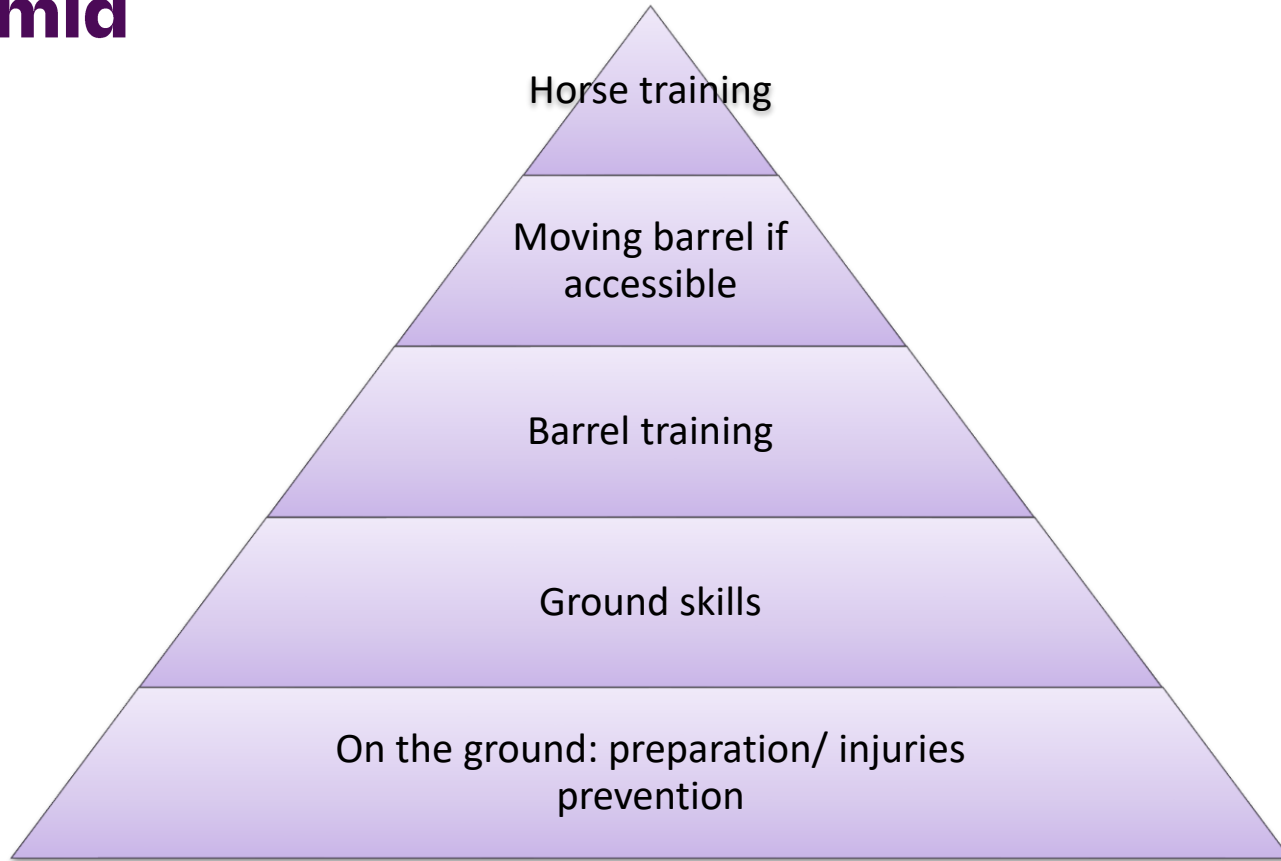 mid
Horse training
Moving barrel if
accessible
Barrel training
Ground skills
On the ground: preparation/ injuries
prevention